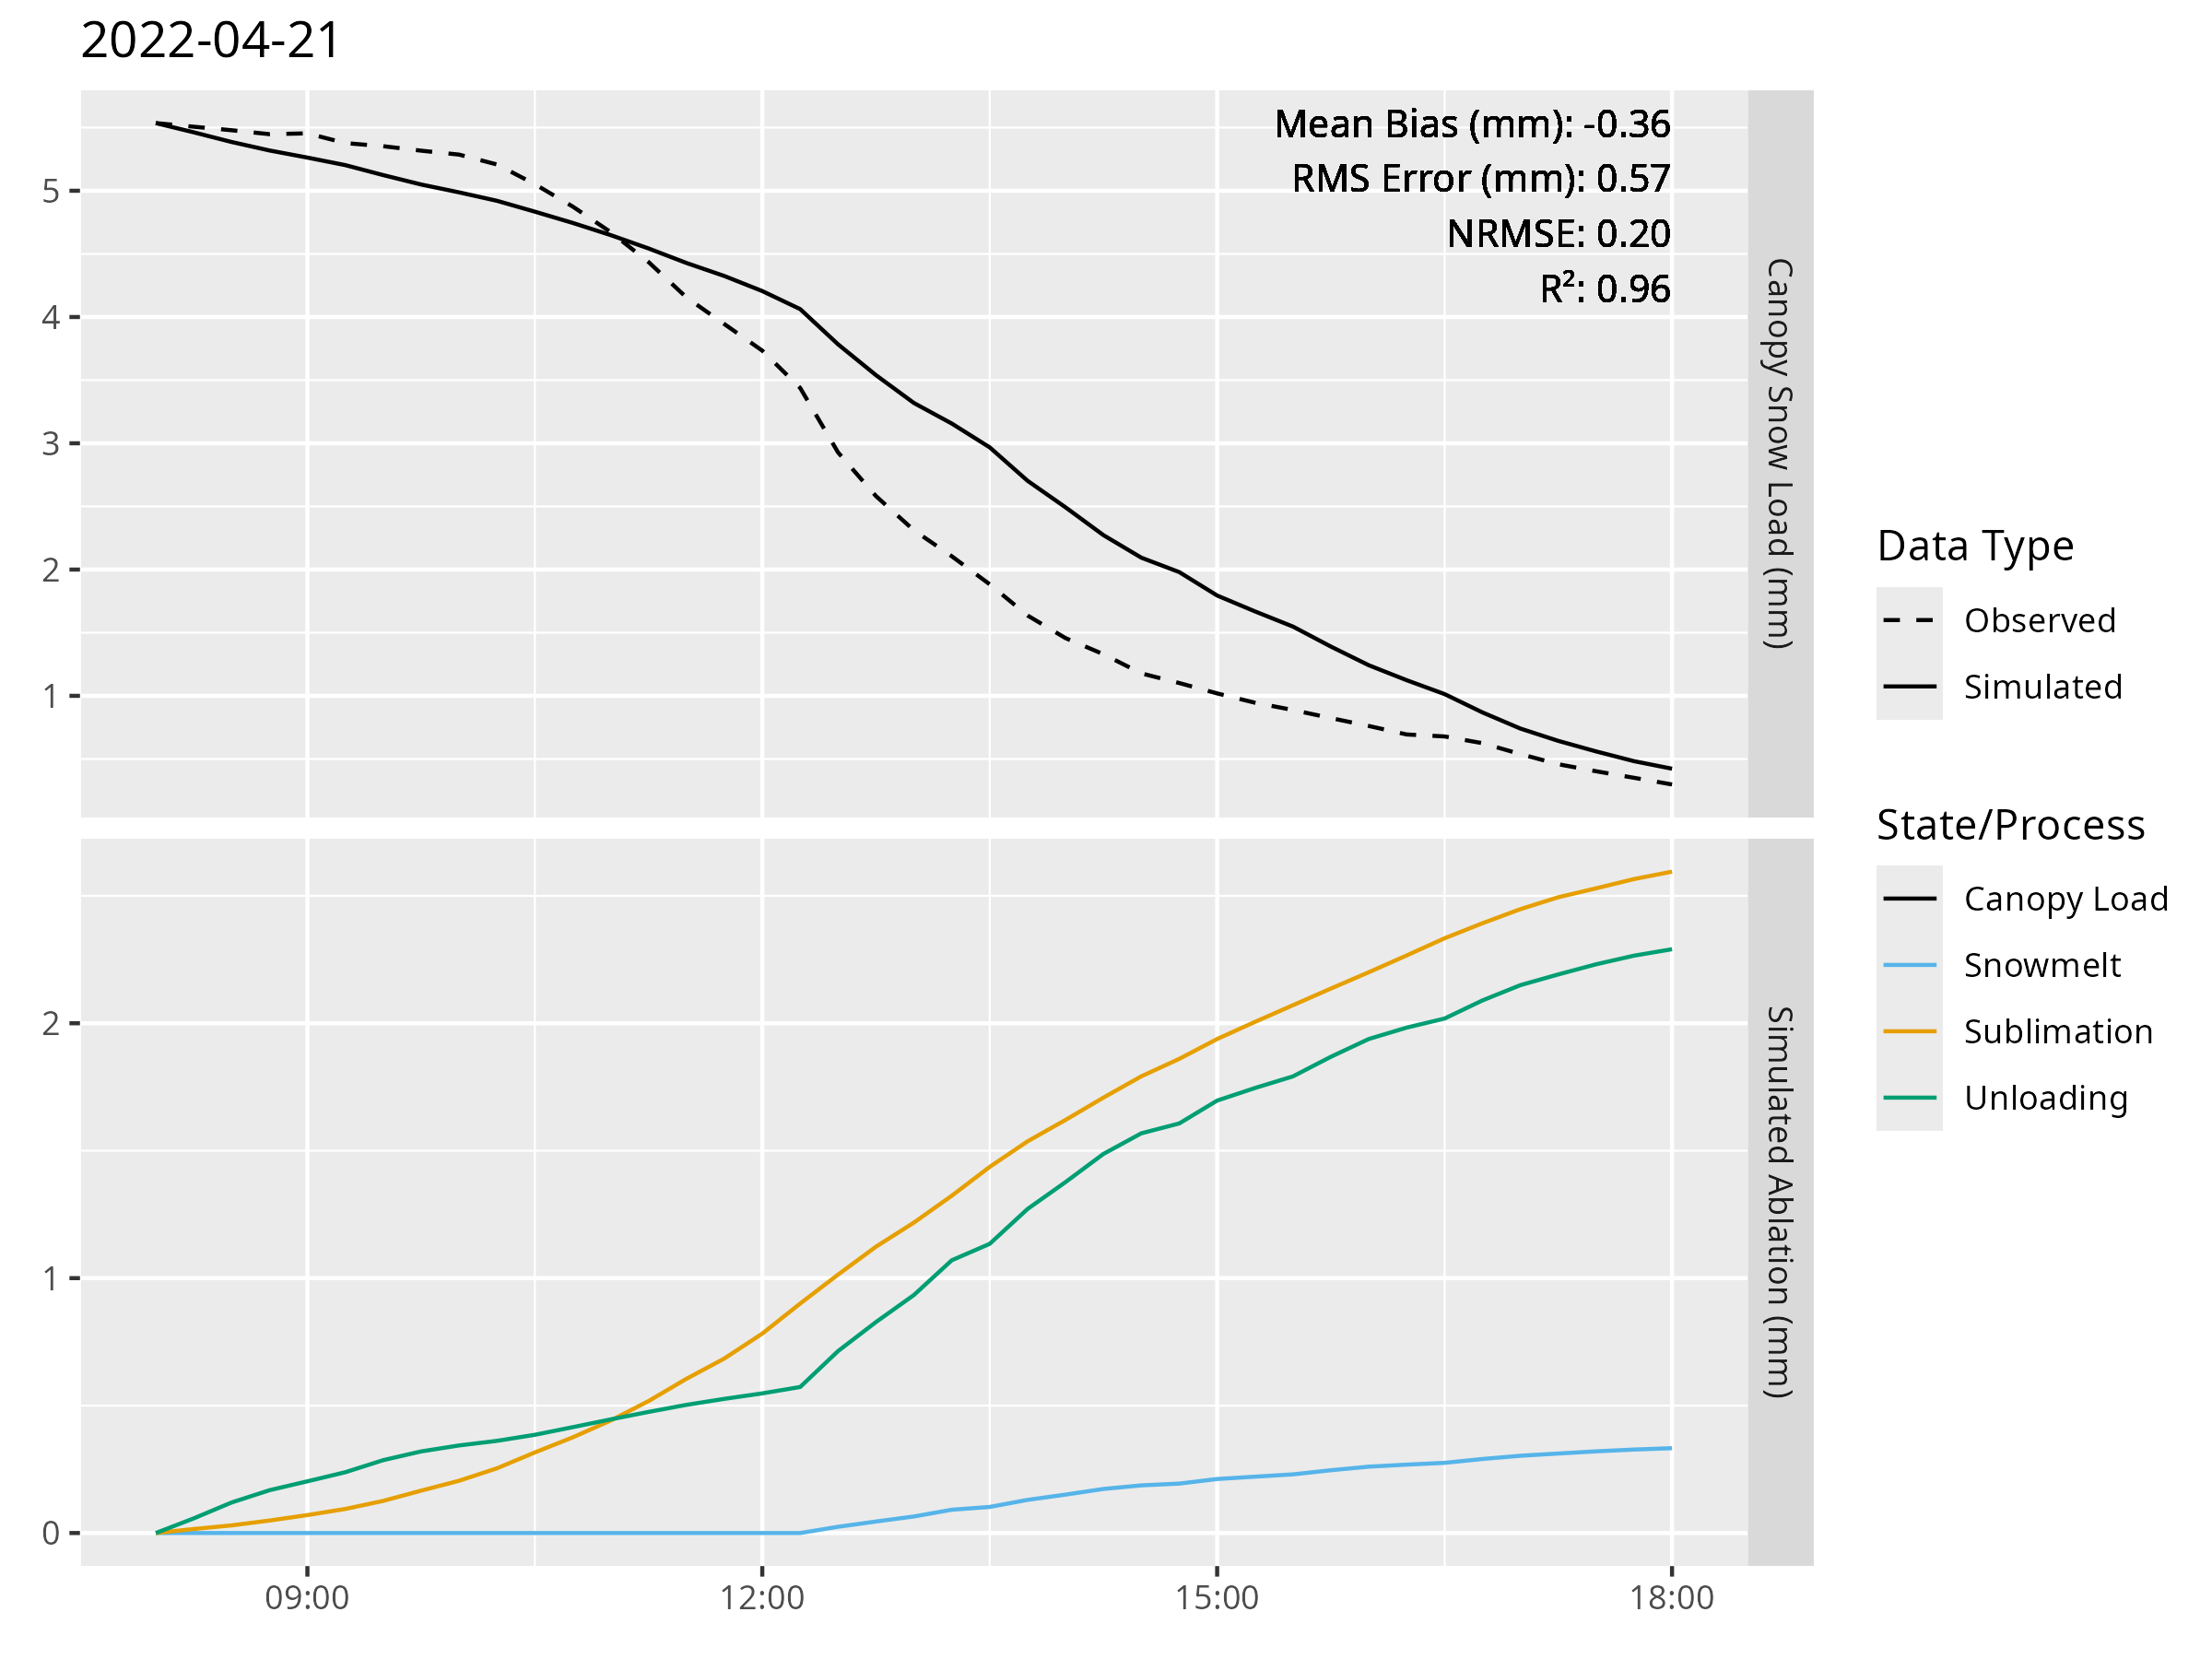 2022-04-21
Mean Bias (mm): -0.36
RMS Error (mm): 0.57
NRMSE: 0.20
R²: 0.96
5
4
3
2
1
Canopy Snow Load (mm)
2
1
0
Simulated Ablation (mm)
09:00
12:00
15:00
18:00
Data Type
Observed
Simulated
State/Process
Canopy Load
Snowmelt
Sublimation
Unloading